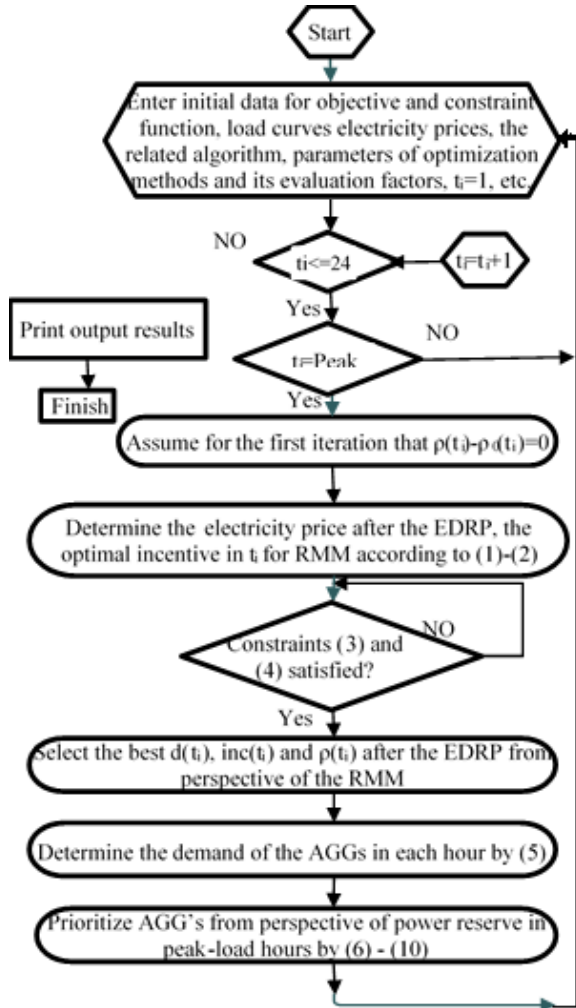 Start
Enter initial data for objective and constraint
function, load curves electricity prices, the
related algorithm, parameters of optimization
methods and its evaluation factors, tᵢ=1, etc.
NO
ti<=24
tᵢ=tᵢ+1
Yes
Print output results
tᵢ=Peak
NO
Finish
Yes
Assume for the first iteration that ρ(tᵢ)-ρ₀(tᵢ)=0
Determine the electricity price after the EDRP, the
optimal incentive in tᵢ for RMM according to (1)-(2)
NO
Constraints (3) and
(4) satisfied?
Yes
Select the best d(tᵢ), inc(tᵢ) and ρ(tᵢ) after the EDRP from
perspective of the RMM
Determine the demand of the AGGs in each hour by (5)
Prioritize AGG's from perspective of power reserve in
peak-load hours by (6) - (10)